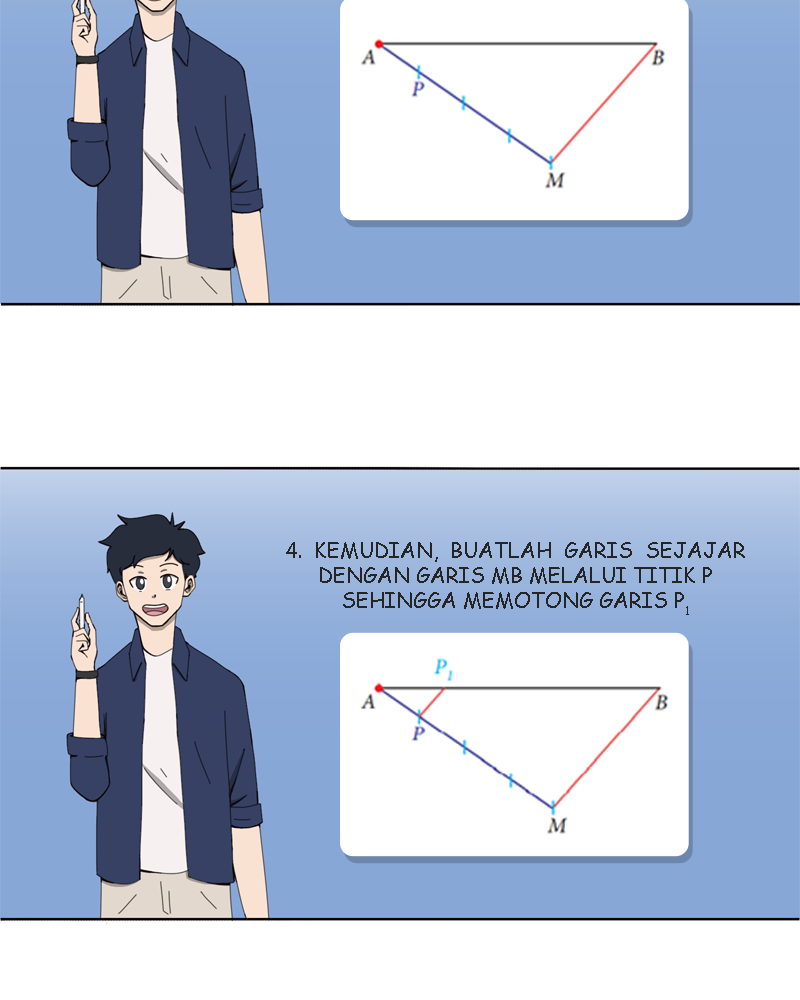 A
B
P
M
4. KEMUDIAN, BUATLAH GARIS SEJAJAR
DENGAN GARIS MB MELALUI TITIK P
SEHINGGA MEMOTONG GARIS P₁
P₁
A
B
P
M